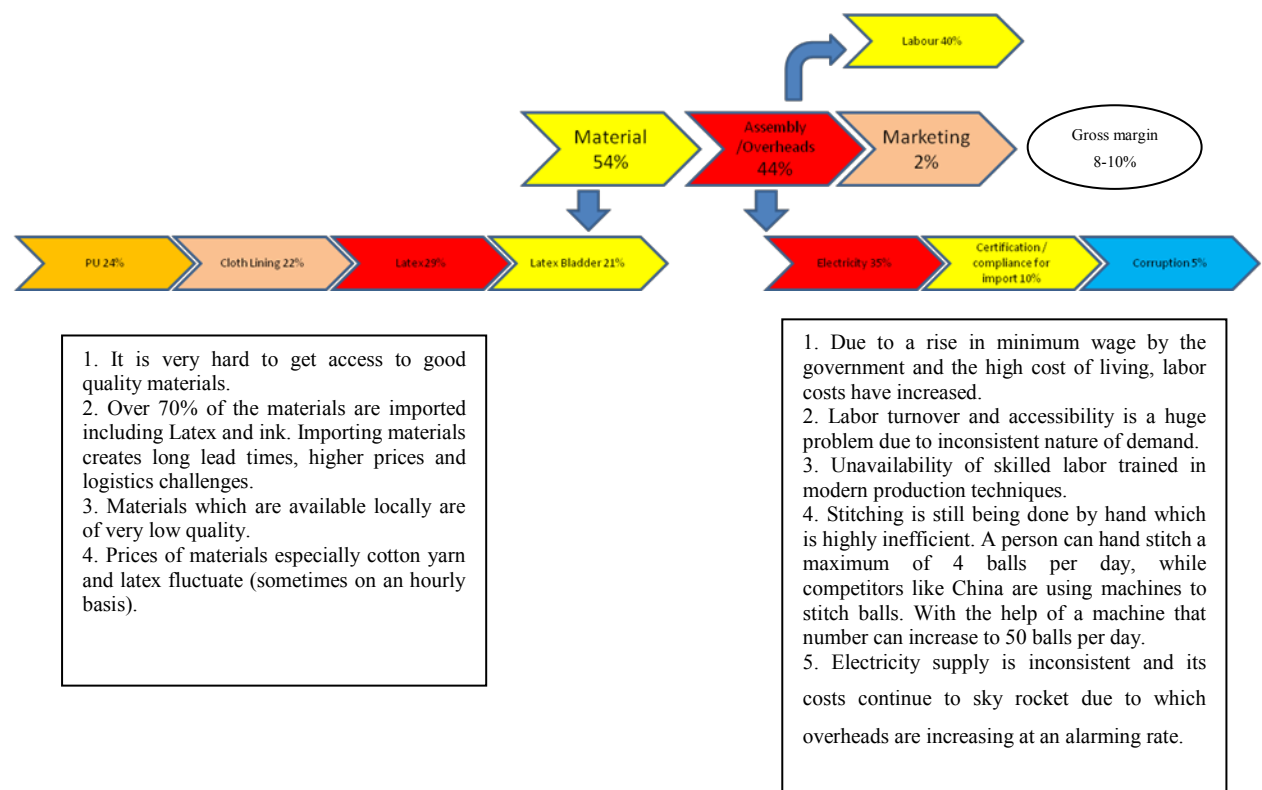 Labour 40%
Material
54%
Assembly
/Overheads
44%
Marketing
2%
Gross margin
8-10%
PU 24%
Cloth Lining 22%
Latex29%
Latex Bladder 21%
Electricity 35%
Certification /
compliance for
import 10%
Corruption 5%
1. It is very hard to get access to good
quality materials.
2. Over 70% of the materials are imported
including Latex and ink. Importing materials
creates long lead times, higher prices and
logistics challenges.
3. Materials which are available locally are
of very low quality.
4. Prices of materials especially cotton yarn
and latex fluctuate (sometimes on an hourly
basis).
1. Due to a rise in minimum wage by the
government and the high cost of living, labor
costs have increased.
2. Labor turnover and accessibility is a huge
problem due to inconsistent nature of demand.
3. Unavailability of skilled labor trained in
modern production techniques.
4. Stitching is still being done by hand which
is highly inefficient. A person can hand stitch a
maximum of 4 balls per day, while
competitors like China are using machines to
stitch balls. With the help of a machine that
number can increase to 50 balls per day.
5. Electricity supply is inconsistent and its
costs continue to sky rocket due to which
overheads are increasing at an alarming rate.